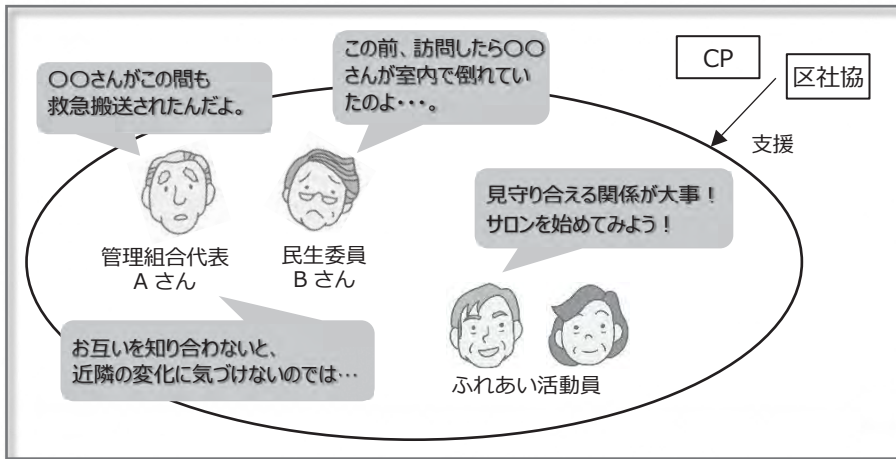 〇〇さんがこの間も
救急搬送されたんだよ。
この前、訪問したら〇〇
さんが室内で倒れてい
たのよ・・・。
CP
区社協
支援
見守り合える関係が大事！
サロンを始めてみよう！
管理組合代表
A さん
民生委員
B さん
お互いを知り合わないと、
近隣の変化に気づけないのでは…
ふれあい活動員